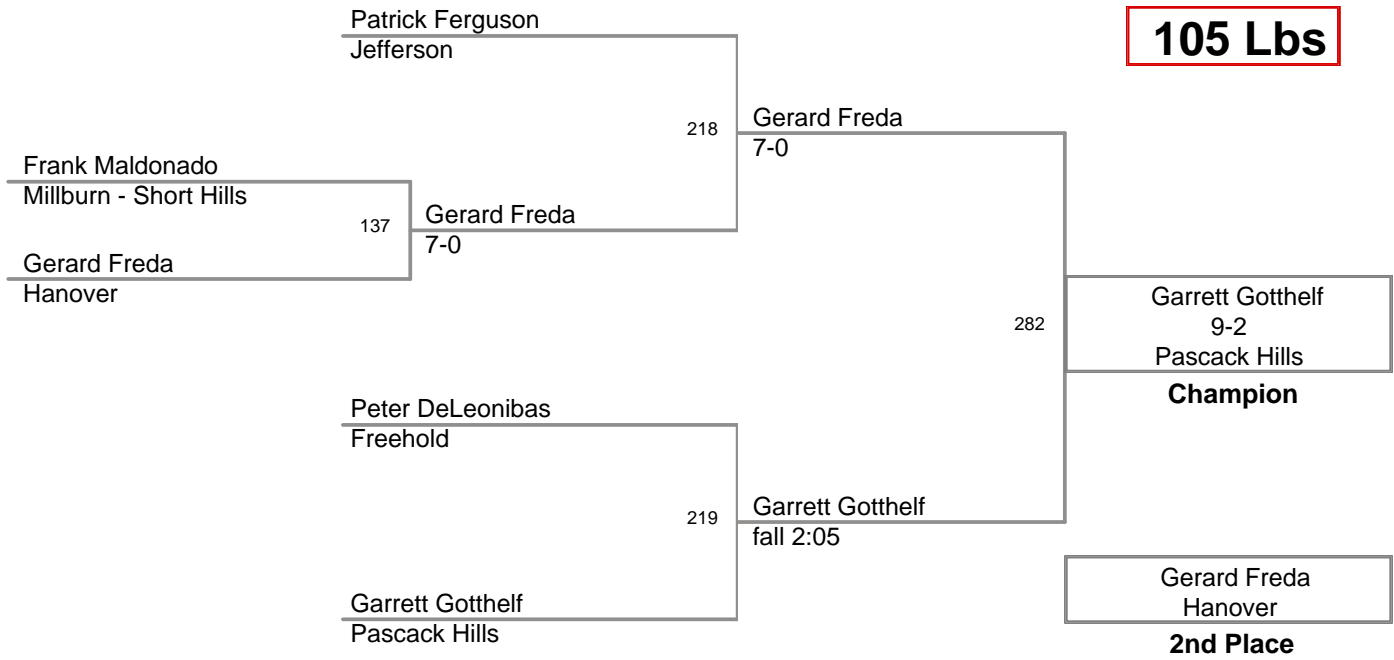 Patrick Ferguson
Jefferson
105 Lbs
218
Gerard Freda
7-0
Frank Maldonado
Millburn - Short Hills
137
Gerard Freda
7-0
Gerard Freda
Hanover
282
Garrett Gotthelf
9-2
Pascack Hills
Champion
Peter DeLeonibas
Freehold
219
Garrett Gotthelf
fall 2:05
Garrett Gotthelf
Pascack Hills
Gerard Freda
Hanover
2nd Place